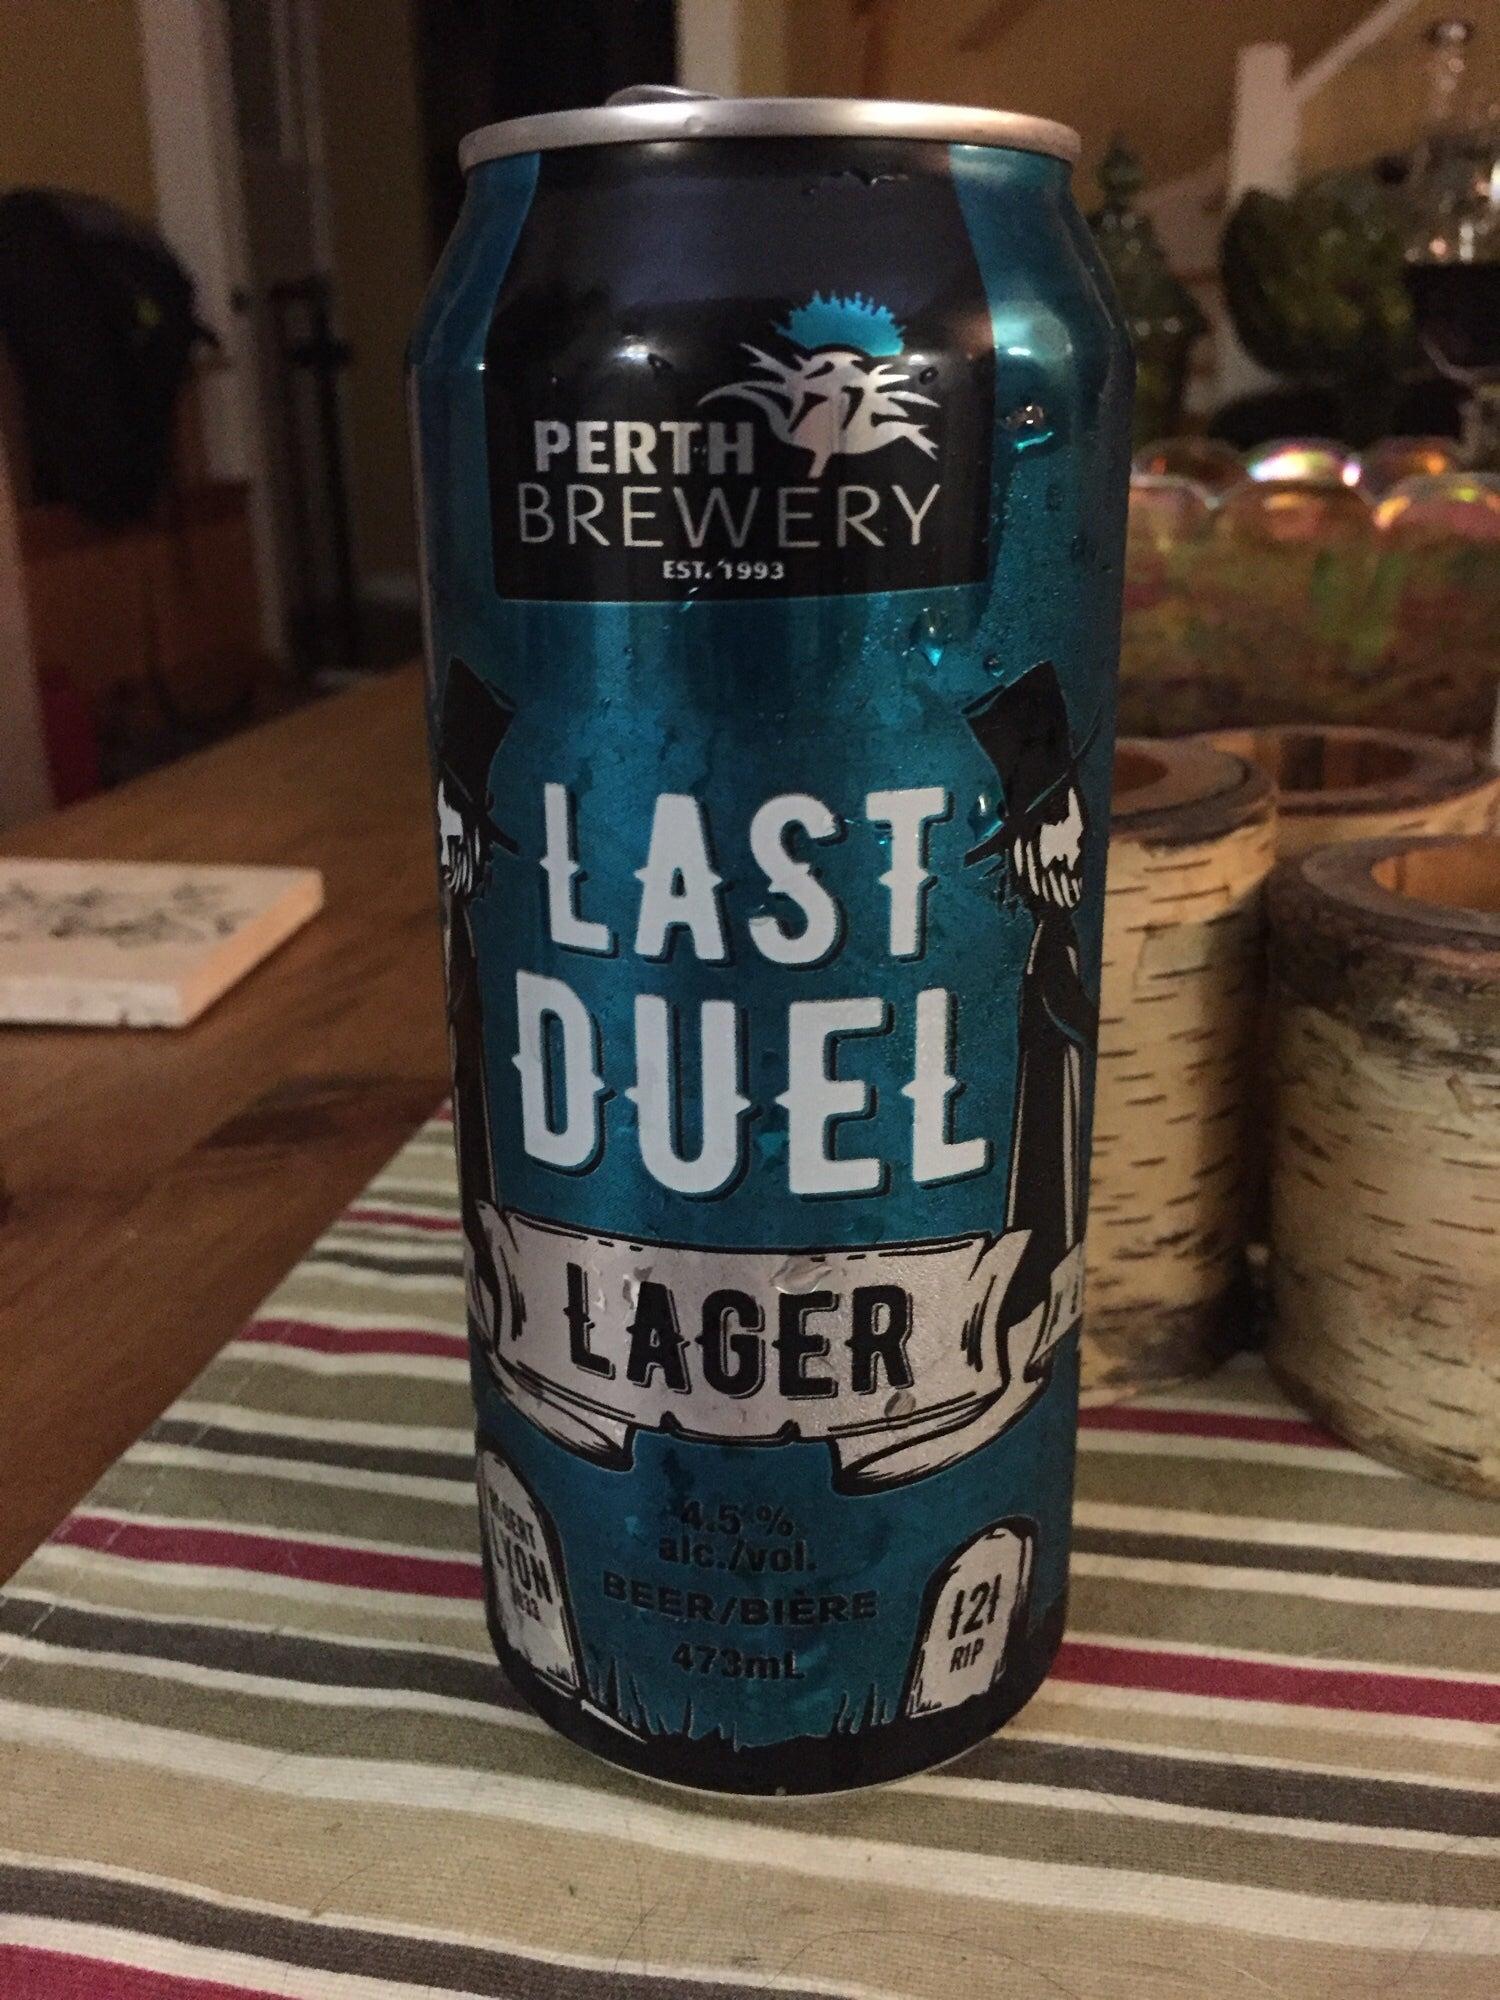 PERTH
BREWERY
EST. 1993
LAST
DUEL
LAGER
4.5 %
alc./vol.
BEER/BIÈRE
473mL
LYON
121
RIP